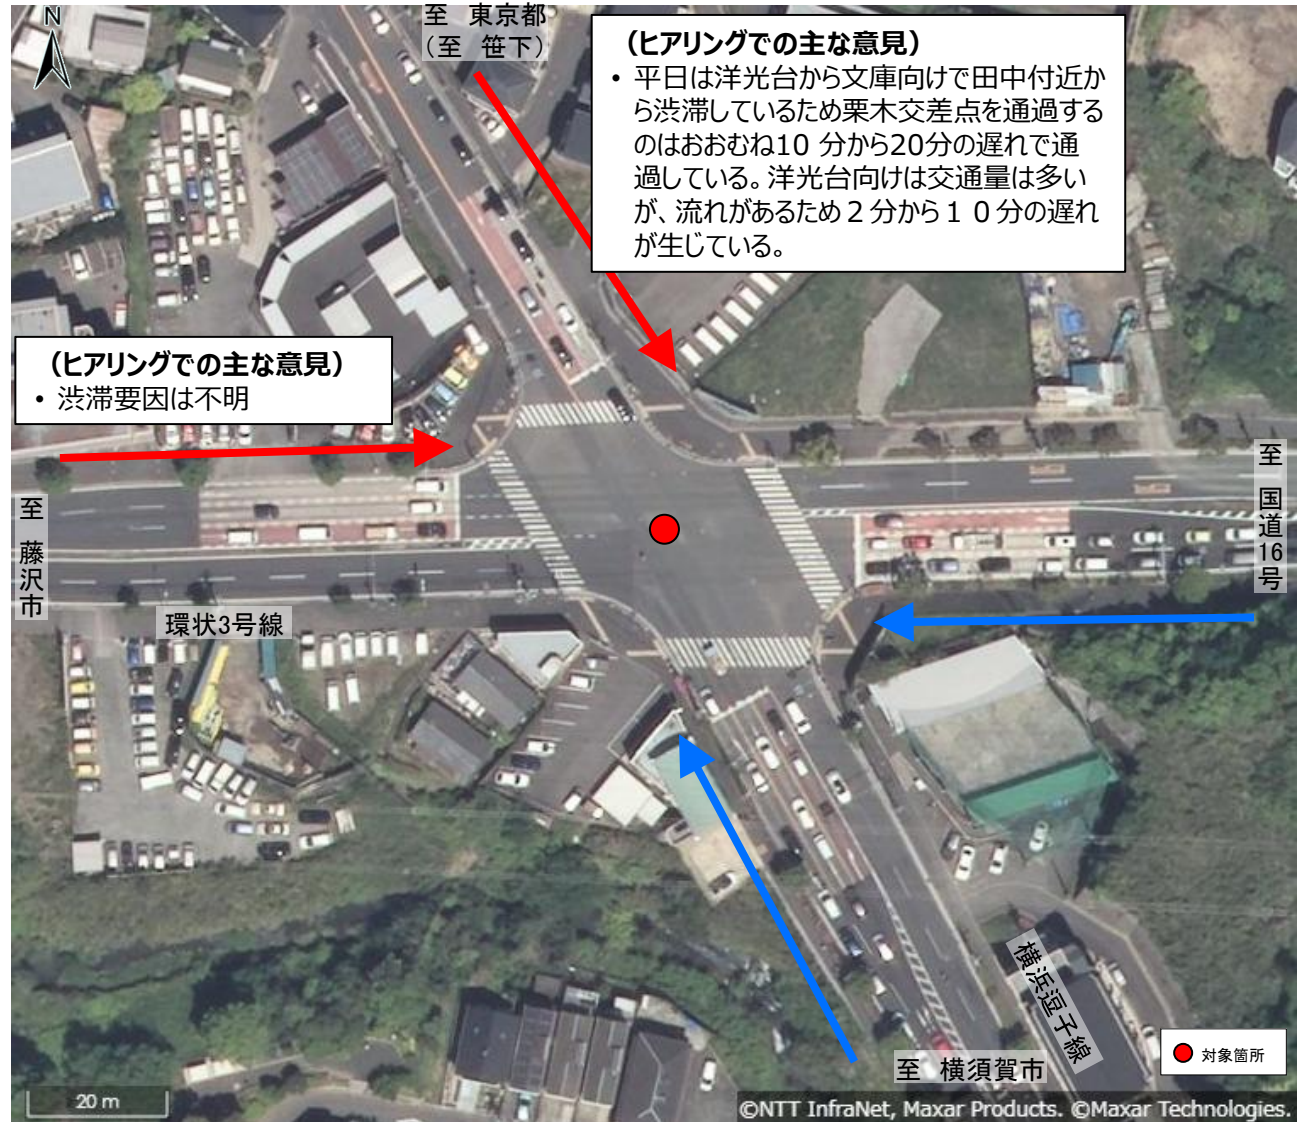 N
至 東京都
（至 笹下）
（ヒアリングでの主な意見）
• 平日は洋光台から文庫向けで田中付近か
ら渋滞しているため栗木交差点を通過する
のはおおむね10 分から20分の遅れで通
過している。洋光台向けは交通量は多い
が、流れがあるため２分から１０分の遅れ
が生じている。
（ヒアリングでの主な意見）
• 渋滞要因は不明
至 国道16号
至 藤沢市
環状3号線
横浜逗子線
至 横須賀市
対象箇所
20 m
©NTT InfraNet, Maxar Products. ©Maxar Technologies.